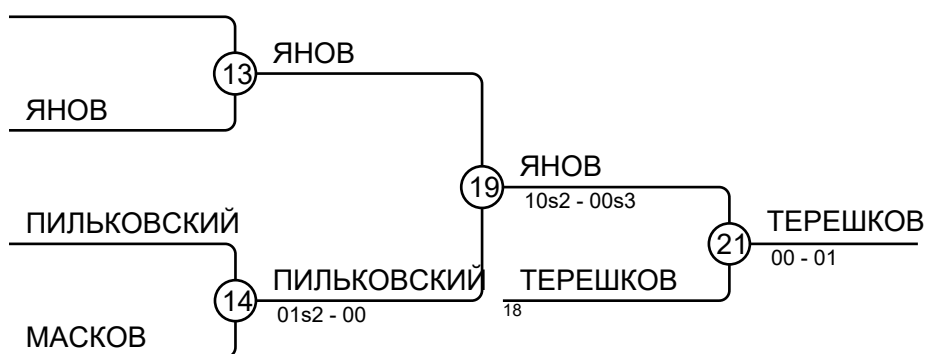 ЯНОВ
13
ЯНОВ
ЯНОВ
19
10s2 - 00s3
ТЕРЕШКОВ
21
00 - 01
ПИЛЬКОВСКИЙ
ПИЛЬКОВСКИЙ
14
01s2 - 00
ТЕРЕШКОВ
18
МАСКОВ